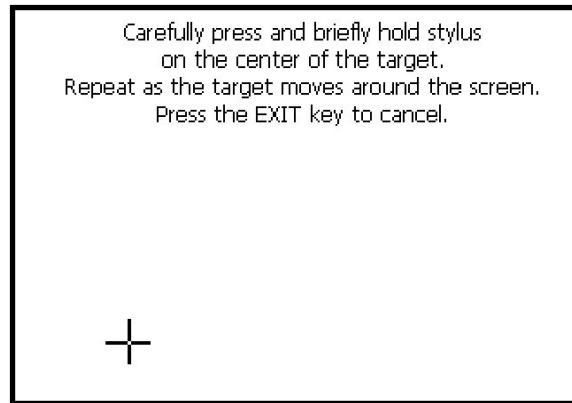 Carefully press and briefly hold stylus
on the center of the target.
Repeat as the target moves around the screen.
Press the EXIT key to cancel.